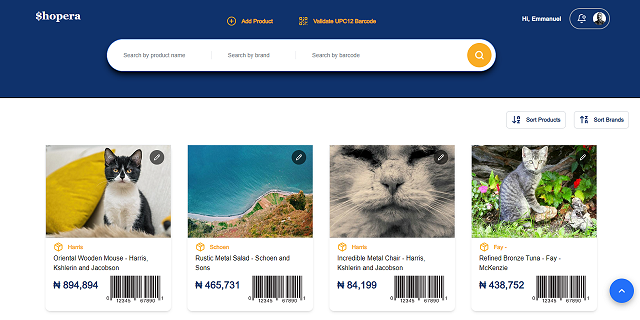 $hopera
Add Product
Validate UPC12 Barcode
Hi, Emmanuel
Search by product name
Search by brand
Search by barcode
Sort Products
Sort Brands
Harris
Oriental Wooden Mouse - Harris,
Kshlerin and Jacobson
₦ 894,894
0 12345 67890 1
Schoen
Rustic Metal Salad - Schoen and
Sons
₦ 465,731
0 12345 67890 1
Harris
Incredible Metal Chair - Harris,
Kshlerin and Jacobson
₦ 84,199
0 12345 67890 1
Fay -
Refined Bronze Tuna - Fay -
McKenzie
₦ 438,752
0 12345 67890 1